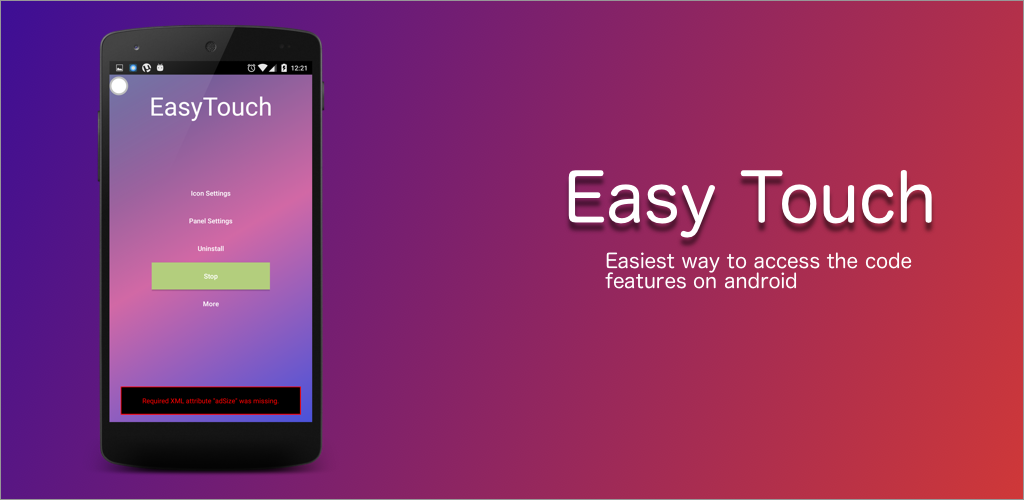 12:21
EasyTouch
Icon Settings
Panel Settings
Uninstall
Stop
More
Required XML attribute "adSize" was missing
Easy Touch
Easiest way to access the code
features on android